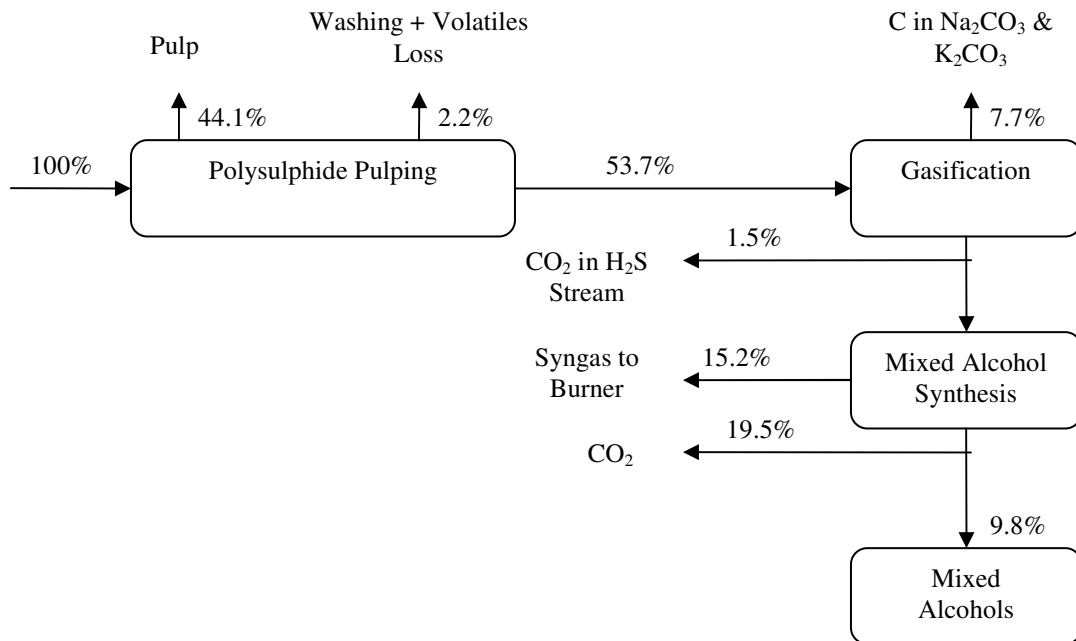 Pulp
Washing + Volatiles
Loss
C in Na₂CO₃ &
K₂CO₃
44.1%
2.2%
7.7%
100%
Polysulphide Pulping
53.7%
Gasification
1.5%
CO₂ in H₂S
Stream
Syngas to
Burner
15.2%
Mixed Alcohol
Synthesis
19.5%
CO₂
9.8%
Mixed
Alcohols